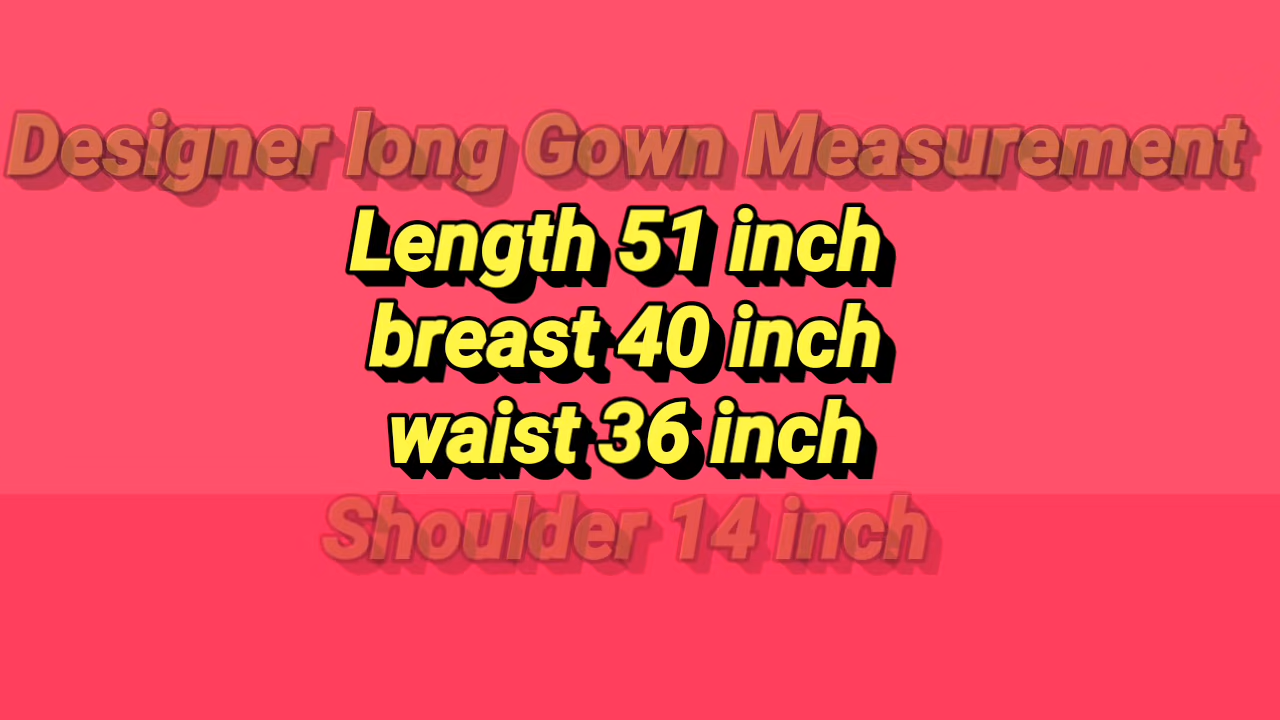 Designer long Gown Measurement
Length 51 inch
breast 40 inch
waist 36 inch
Shoulder 14 inch